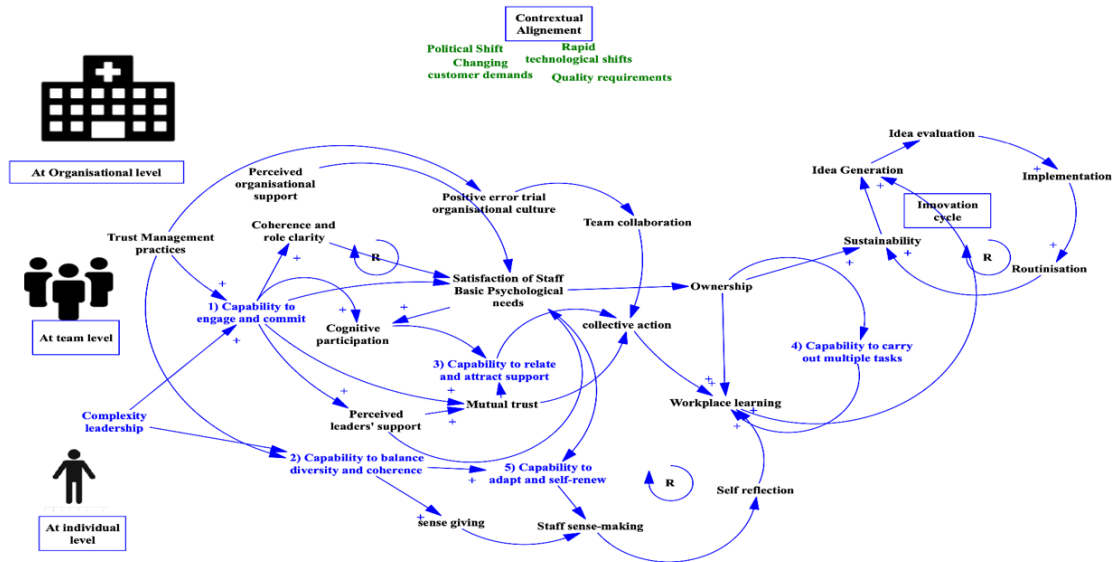 Contrextual
Alignement
Political Shift
Rapid
technological shifts
Changing
customer demands
Quality requirements
At Organisational level
Perceived
organisational
support
Positive error trial
organisational culture
Team collaboration
Idea evaluation
Idea Generation
Implementation
+
+
Innovation
cycle
Sustainability
+
R
+
Routinisation
Trust Management
practices
Coherence and
role clarity
+
R
+
Satisfaction of Staff
Basic Psychological
needs
Ownership
At team level
1) Capability to
engage and commit
+
+
Cognitive
participation
collective action
4) Capability to carry
out multiple tasks
+
3) Capability to relate
and attract support
+
+
Mutual trust
+
+
+
Workplace learning
+
+
+
Complexity
leadership
Perceived
leaders' support
2) Capability to balance
diversity and coherence
+
5) Capability to
adapt and self-renew
R
Self reflection
At individual
level
+
sense giving
Staff sense-making